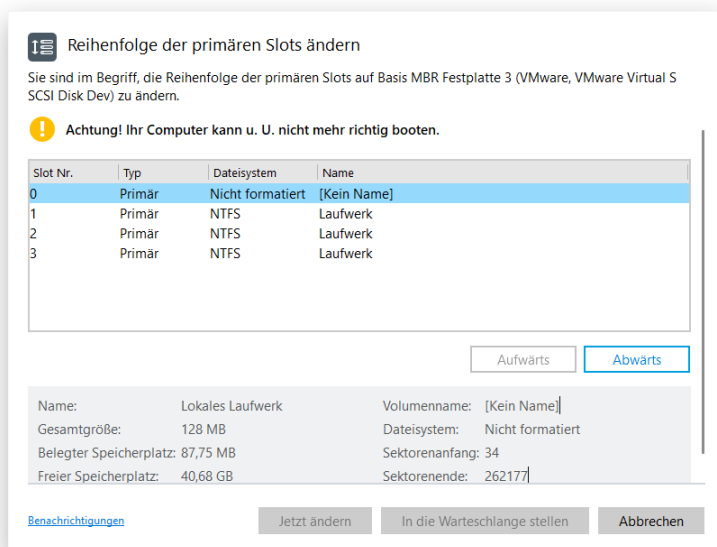 Reihenfolge der primären Slots ändern
Sie sind im Begriff, die Reihenfolge der primären Slots auf Basis MBR Festplatte 3 (VMware, VMware Virtual S
SCSI Disk Dev) zu ändern.
Achtung! Ihr Computer kann u. U. nicht mehr richtig booten.
Slot Nr. Typ Dateisystem Name
0 Primär Nicht formatiert [Kein Name]
1 Primär NTFS Laufwerk
2 Primär NTFS Laufwerk
3 Primär NTFS Laufwerk
Aufwärts Abwärts
Name: Lokales Laufwerk Volumenname: [Kein Name]
Gesamtgröße: 128 MB Dateisystem: Nicht formatiert
Belegter Speicherplatz: 87,75 MB Sektorenanfang: 34
Freier Speicherplatz: 40,68 GB Sektorenende: 262177
Benachrichtigungen Jetzt ändern In die Warteschlange stellen Abbrechen